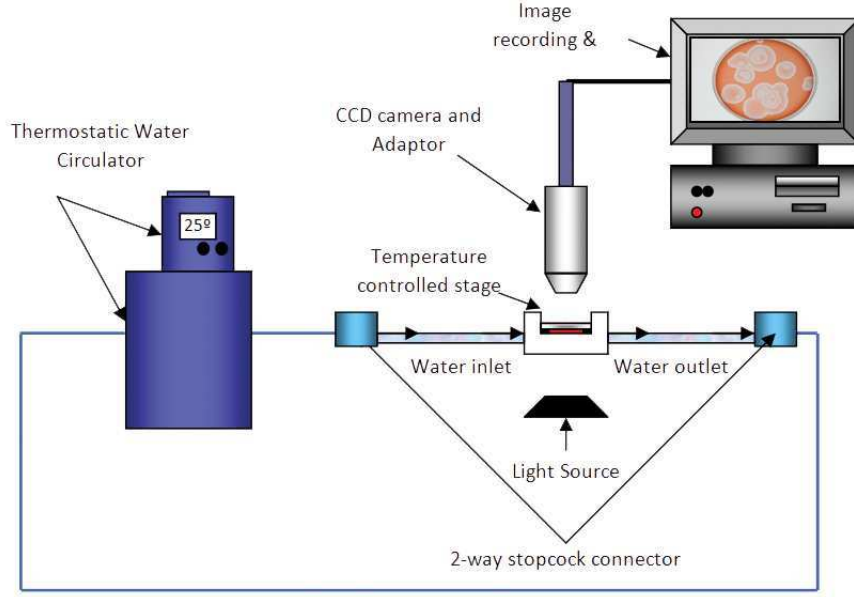 Image
recording &
CCD camera and
Adaptor
Thermostatic Water
Circulator
25º
Temperature
controlled stage
Water inlet
Water outlet
Light Source
2-way stopcock connector